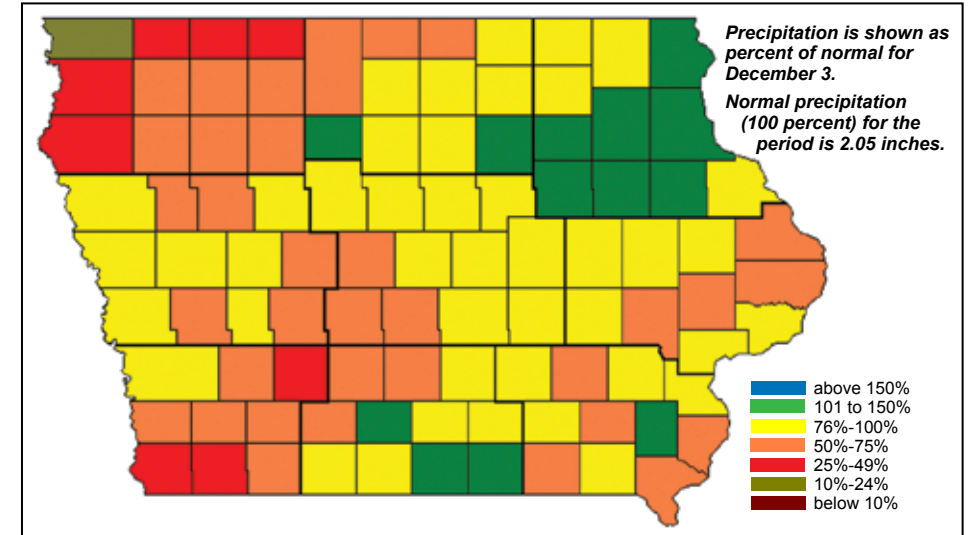 Precipitation is shown as
percent of normal for
December 3.
Normal precipitation
(100 percent) for the
period is 2.05 inches.
above 150%
101 to 150%
76%-100%
50%-75%
25%-49%
10%-24%
below 10%